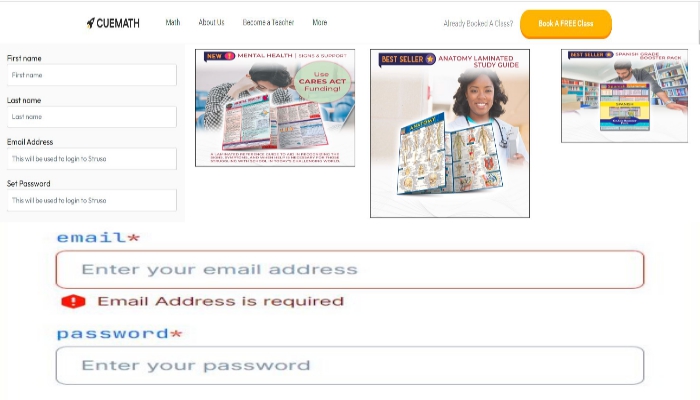 CUEMATH
Math
About Us
Become a Teacher
More
Already Booked A Class?
Book A FREE Class
First name
First name
Last name
Last name
Email Address
This will be used to login to Struso
Set Password
This will be used to login to Struso
NEW
MENTAL HEALTH | SIGNS & SUPPORT
Use
CARES ACT
Funding!
BEST SELLER
ANATOMY LAMINATED
STUDY GUIDE
ANATOMY
BEST SELLER
SPANISH GRADE
BOOSTER PACK
SPANISH
email*
Enter your email address
Email Address is required
password*
Enter your password